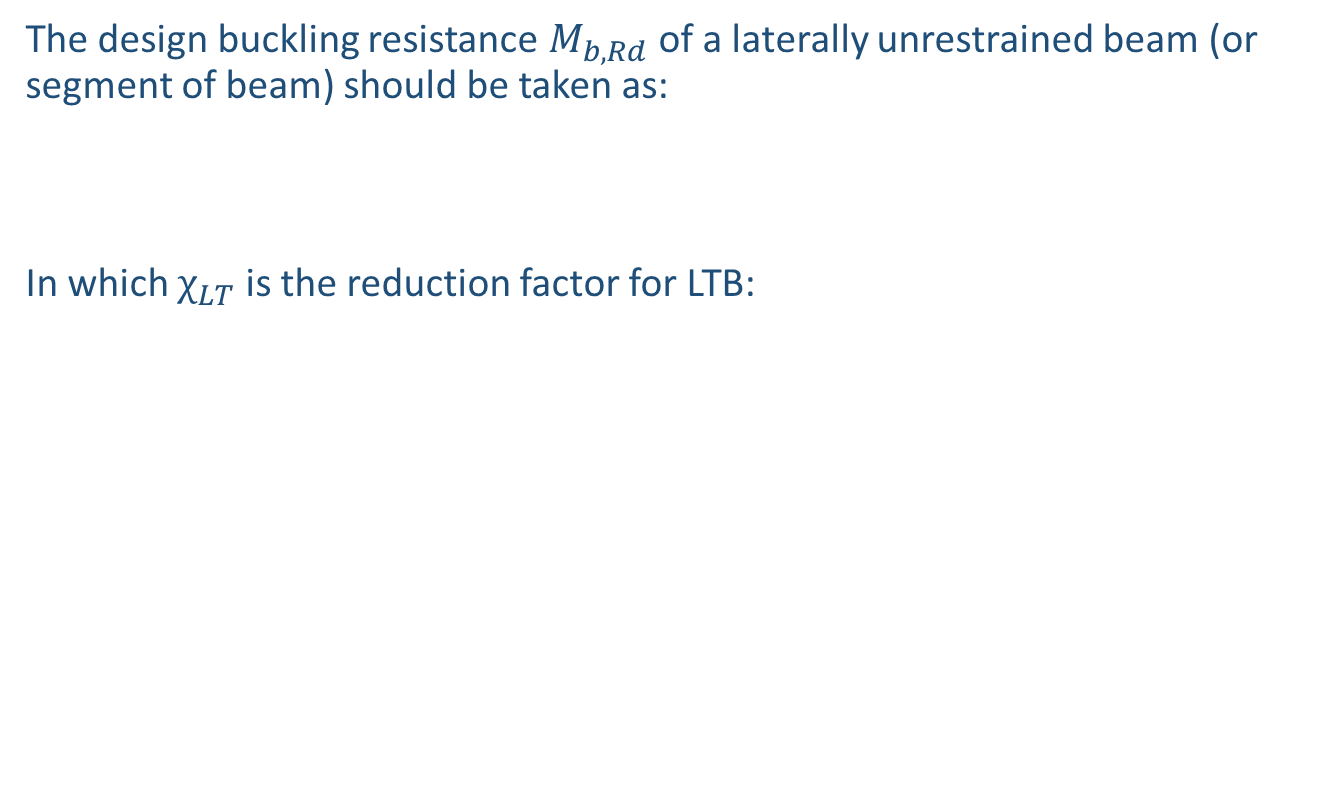 The design buckling resistance $M_{b,Rd}$ of a laterally unrestrained beam (or
segment of beam) should be taken as:
In which $\chi_{LT}$ is the reduction factor for LTB: